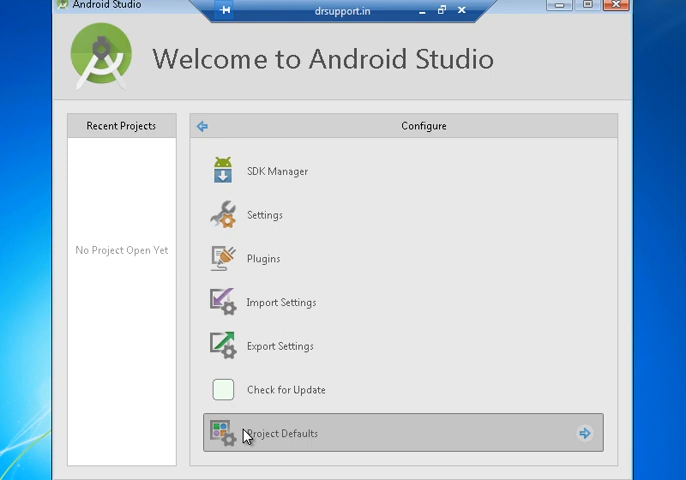 Android Studio
drsupport.in
Welcome to Android Studio
Recent Projects
Configure
SDK Manager
Settings
Plugins
No Project Open Yet
Import Settings
Export Settings
Check for Update
Project Defaults